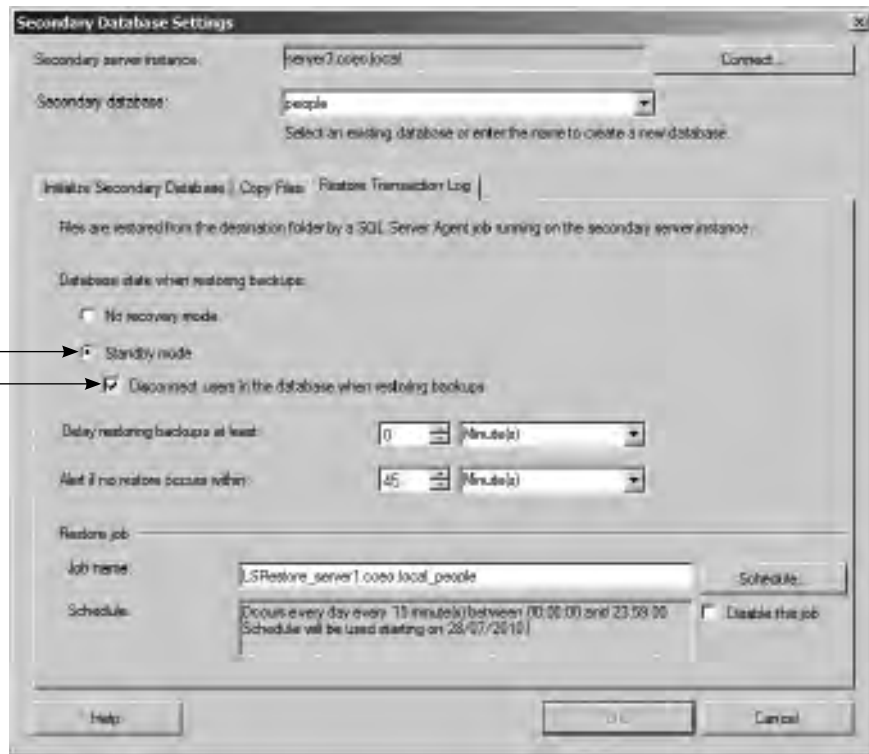 Secondary Database Settings
Secondary server instance:
server3.coeo.local
Connect...
Secondary database:
people
Select an existing database or enter the name to create a new database.
Initialize Secondary Database
Copy Files
Restore Transaction Log
Files are restored from the destination folder by a SQL Server Agent job running on the secondary server instance.
Database state when restoring backups:
No recovery mode
Standby mode
Disconnect users in the database when restoring backups
Delay restoring backups at least:
0
Minute(s)
Alert if no restore occurs within:
45
Minute(s)
Restore job
Job name:
LSRestore_server1.coeo.local_people
Schedule...
Schedule:
Occurs every day every 15 minute(s) between 00:00:00 and 23:59:00.
Schedule will be used starting on 28/07/2010.
Disable this job
Help
OK
Cancel